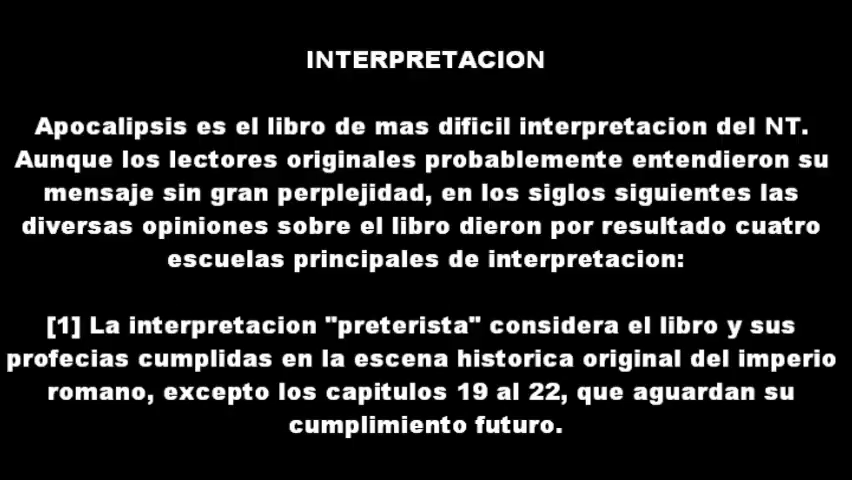 INTERPRETACION
Apocalipsis es el libro de mas dificil interpretacion del NT.
Aunque los lectores originales probablemente entendieron su
mensaje sin gran perplejidad, en los siglos siguientes las
diversas opiniones sobre el libro dieron por resultado cuatro
escuelas principales de interpretacion:
[1] La interpretacion "preterista" considera el libro y sus
profecias cumplidas en la escena historica original del imperio
romano, excepto los capitulos 19 al 22, que aguardan su
cumplimiento futuro.